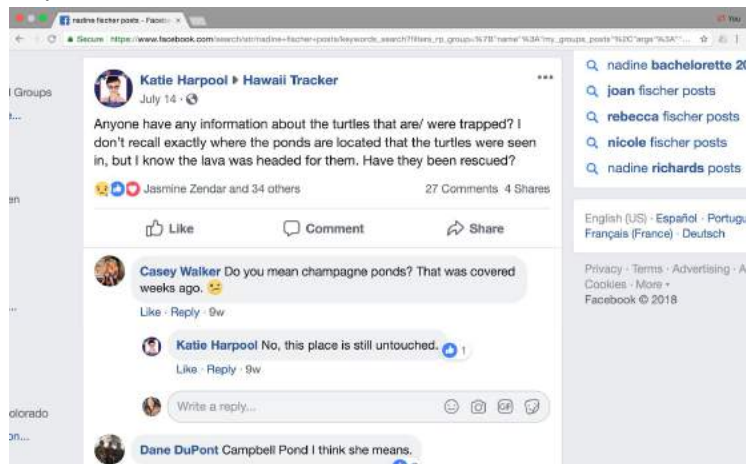 nadine fischer posts - Facebo
Secure https://www.facebook.com/search/str/nadine+fischer+posts/keywords_search?filters_rp_group=
Groups
Katie Harpool ▸ Hawaii Tracker
July 14 ·
Anyone have any information about the turtles that are/ were trapped? I
don't recall exactly where the ponds are located that the turtles were seen
in, but I know the lava was headed for them. Have they been rescued?
Jasmine Zendar and 34 others 27 Comments 4 Shares
Like Comment Share
Casey Walker Do you mean champagne ponds? That was covered
weeks ago.
Like · Reply · 9w
Katie Harpool No, this place is still untouched. 1
Like · Reply · 9w
Write a reply...
GIF
Dane DuPont Campbell Pond I think she means.
olorado
on...
nadine bachelorette 20
joan fischer posts
rebecca fischer posts
nicole fischer posts
nadine richards posts
English (US) · Español · Portugu
Français (France) · Deutsch
Privacy · Terms · Advertising · A
Cookies · More
Facebook © 2018